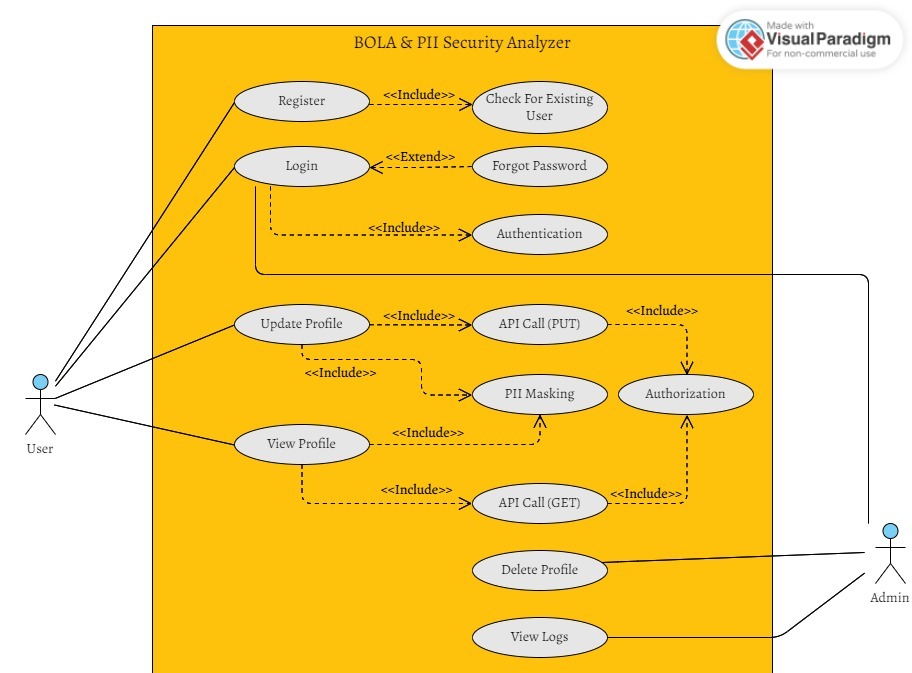 BOLA & PII Security Analyzer
Made with
Visual Paradigm
For non-commercial use
Register
<<Include>>
Check For Existing
User
Login
<<Extend>>
Forgot Password
<<Include>>
Authentication
Update Profile
<<Include>>
API Call (PUT)
<<Include>>
<<Include>>
PII Masking
Authorization
View Profile
<<Include>>
<<Include>>
API Call (GET)
<<Include>>
User
Delete Profile
Admin
View Logs